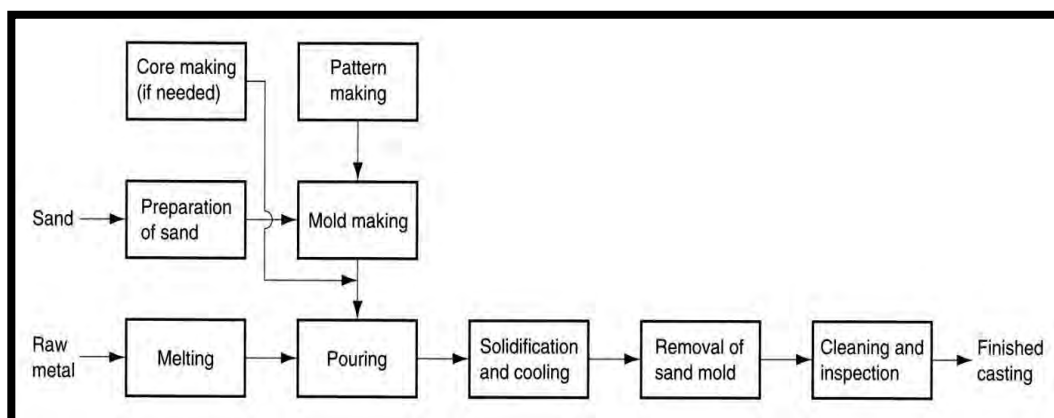 Core making
(if needed)
Pattern
making
Sand
Preparation
of sand
Mold making
Raw
metal
Melting
Pouring
Solidification
and cooling
Removal of
sand mold
Cleaning and
inspection
Finished
casting